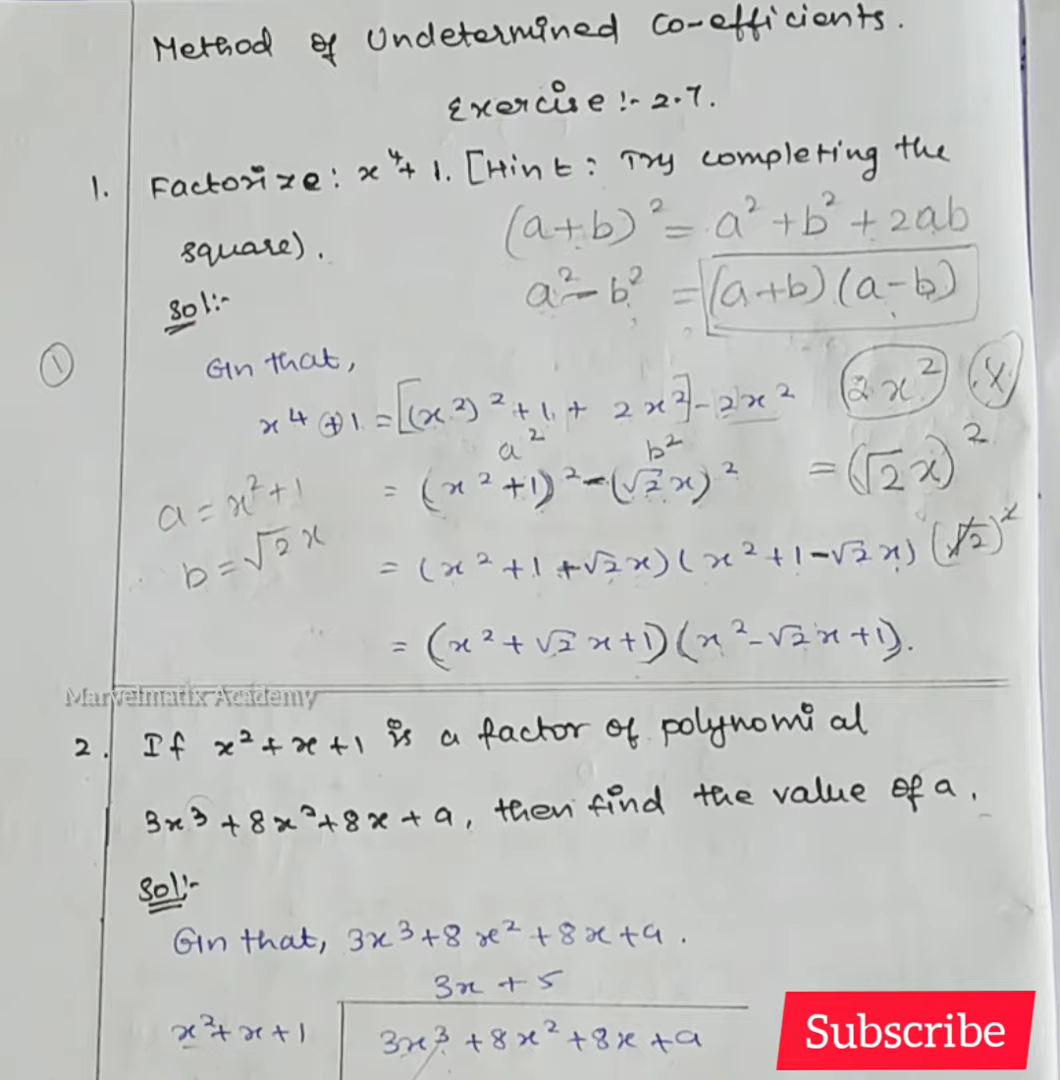 Method of Undetermined Co-efficients.
Exercise :- 2.7.
1. Factorize: x⁴+1. [Hint: Try completing the
square).
(a+b)² = a²+b²+2ab
a²-b² = (a+b)(a-b)
Sol:-
① Gn that,
x⁴+1 = [(x²)²+1+2x²]-2x² 2x² x
a² b²
= (x²+1)²-(√2x)² = (√2x)²
a = x²+1
b = √2x
= (x²+1+√2x)(x²+1-√2x) (√2)²
= (x²+√2x+1)(x²-√2x+1).
Marvelmatix Academy
2. If x²+x+1 is a factor of polynomial
3x³+8x²+8x+a, then find the value of a.
Sol:-
Gn that, 3x³+8x²+8x+a.
3x+5
x²+x+1 3x³+8x²+8x+a
Subscribe